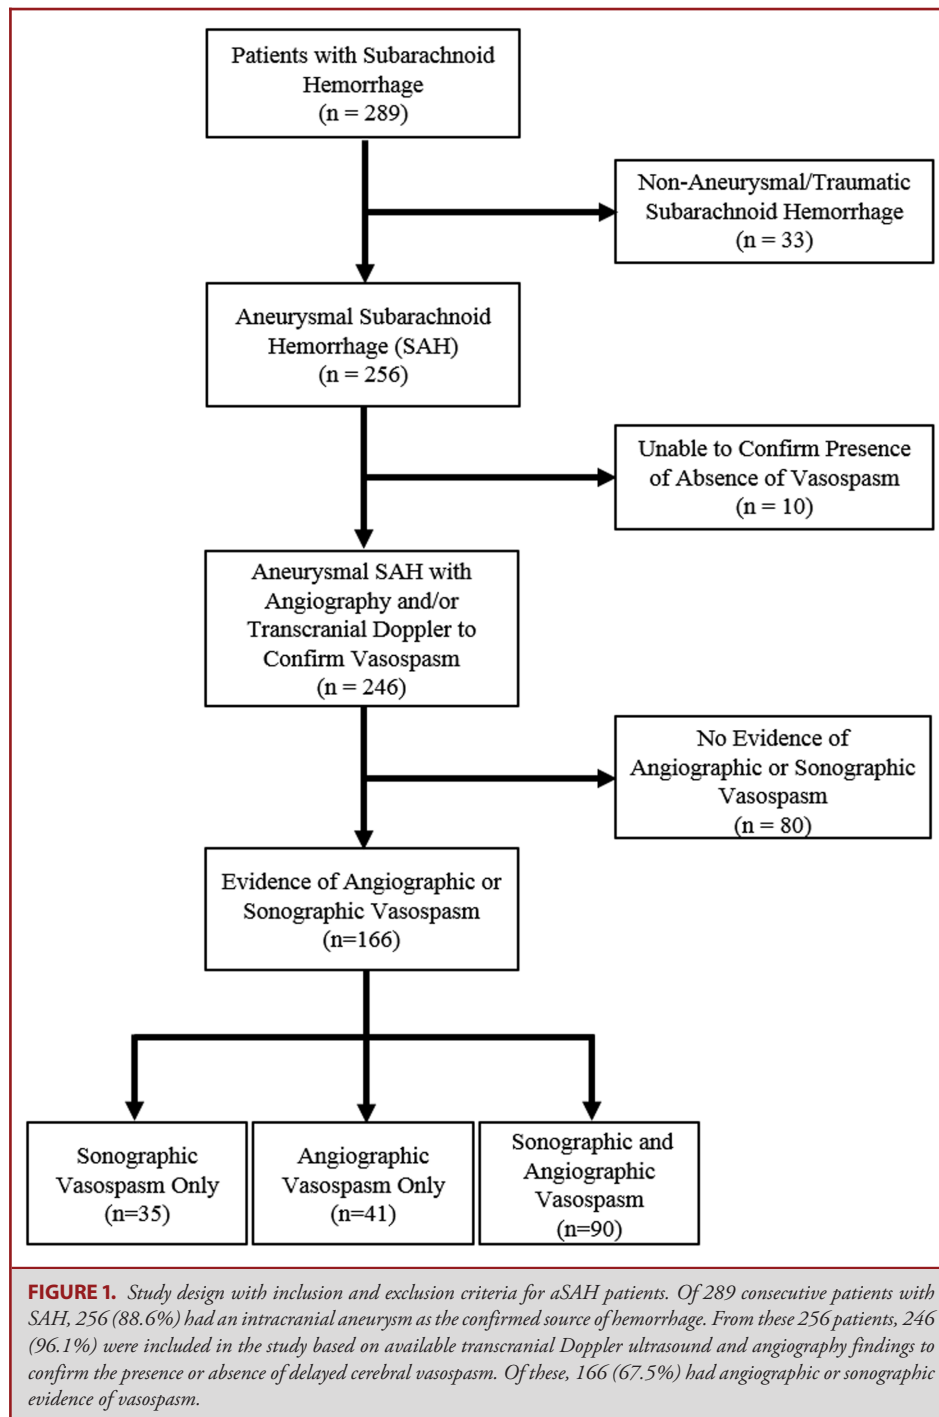 Patients with Subarachnoid
Hemorrhage
(n = 289)
Non-Aneurysmal/Traumatic
Subarachnoid Hemorrhage
(n = 33)
Aneurysmal Subarachnoid
Hemorrhage (SAH)
(n = 256)
Unable to Confirm Presence
of Absence of Vasospasm
(n = 10)
Aneurysmal SAH with
Angiography and/or
Transcranial Doppler to
Confirm Vasospasm
(n = 246)
No Evidence of
Angiographic or Sonographic
Vasospasm
(n = 80)
Evidence of Angiographic or
Sonographic Vasospasm
(n=166)
Sonographic
Vasospasm Only
(n=35)
Angiographic
Vasospasm Only
(n=41)
Sonographic and
Angiographic
Vasospasm
(n=90)
FIGURE 1. Study design with inclusion and exclusion criteria for aSAH patients. Of 289 consecutive patients with
SAH, 256 (88.6%) had an intracranial aneurysm as the confirmed source of hemorrhage. From these 256 patients, 246
(96.1%) were included in the study based on available transcranial Doppler ultrasound and angiography findings to
confirm the presence or absence of delayed cerebral vasospasm. Of these, 166 (67.5%) had angiographic or sonographic
evidence of vasospasm.